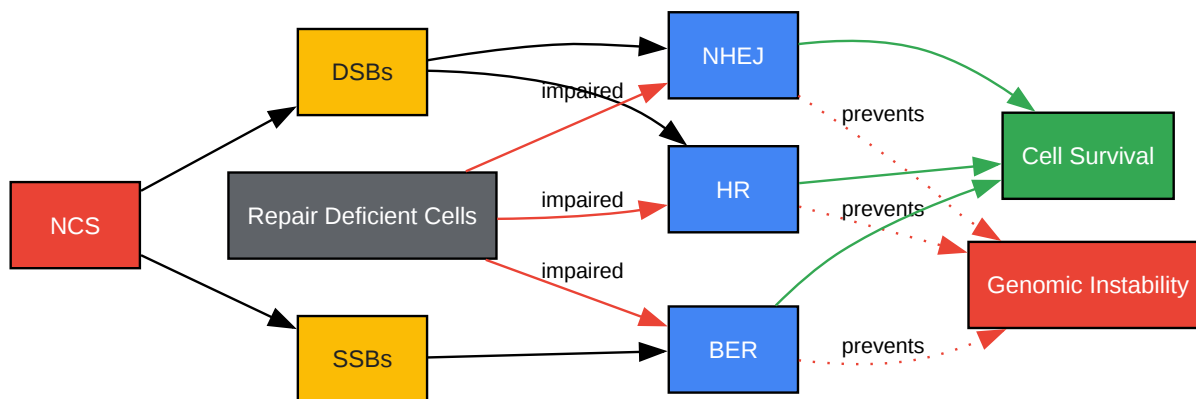 NHEJ
DSBs
impaired
prevents
Cell Survival
HR
Repair Deficient Cells
impaired
prevents
NCS
impaired
Genomic Instability
BER
prevents
SSBs